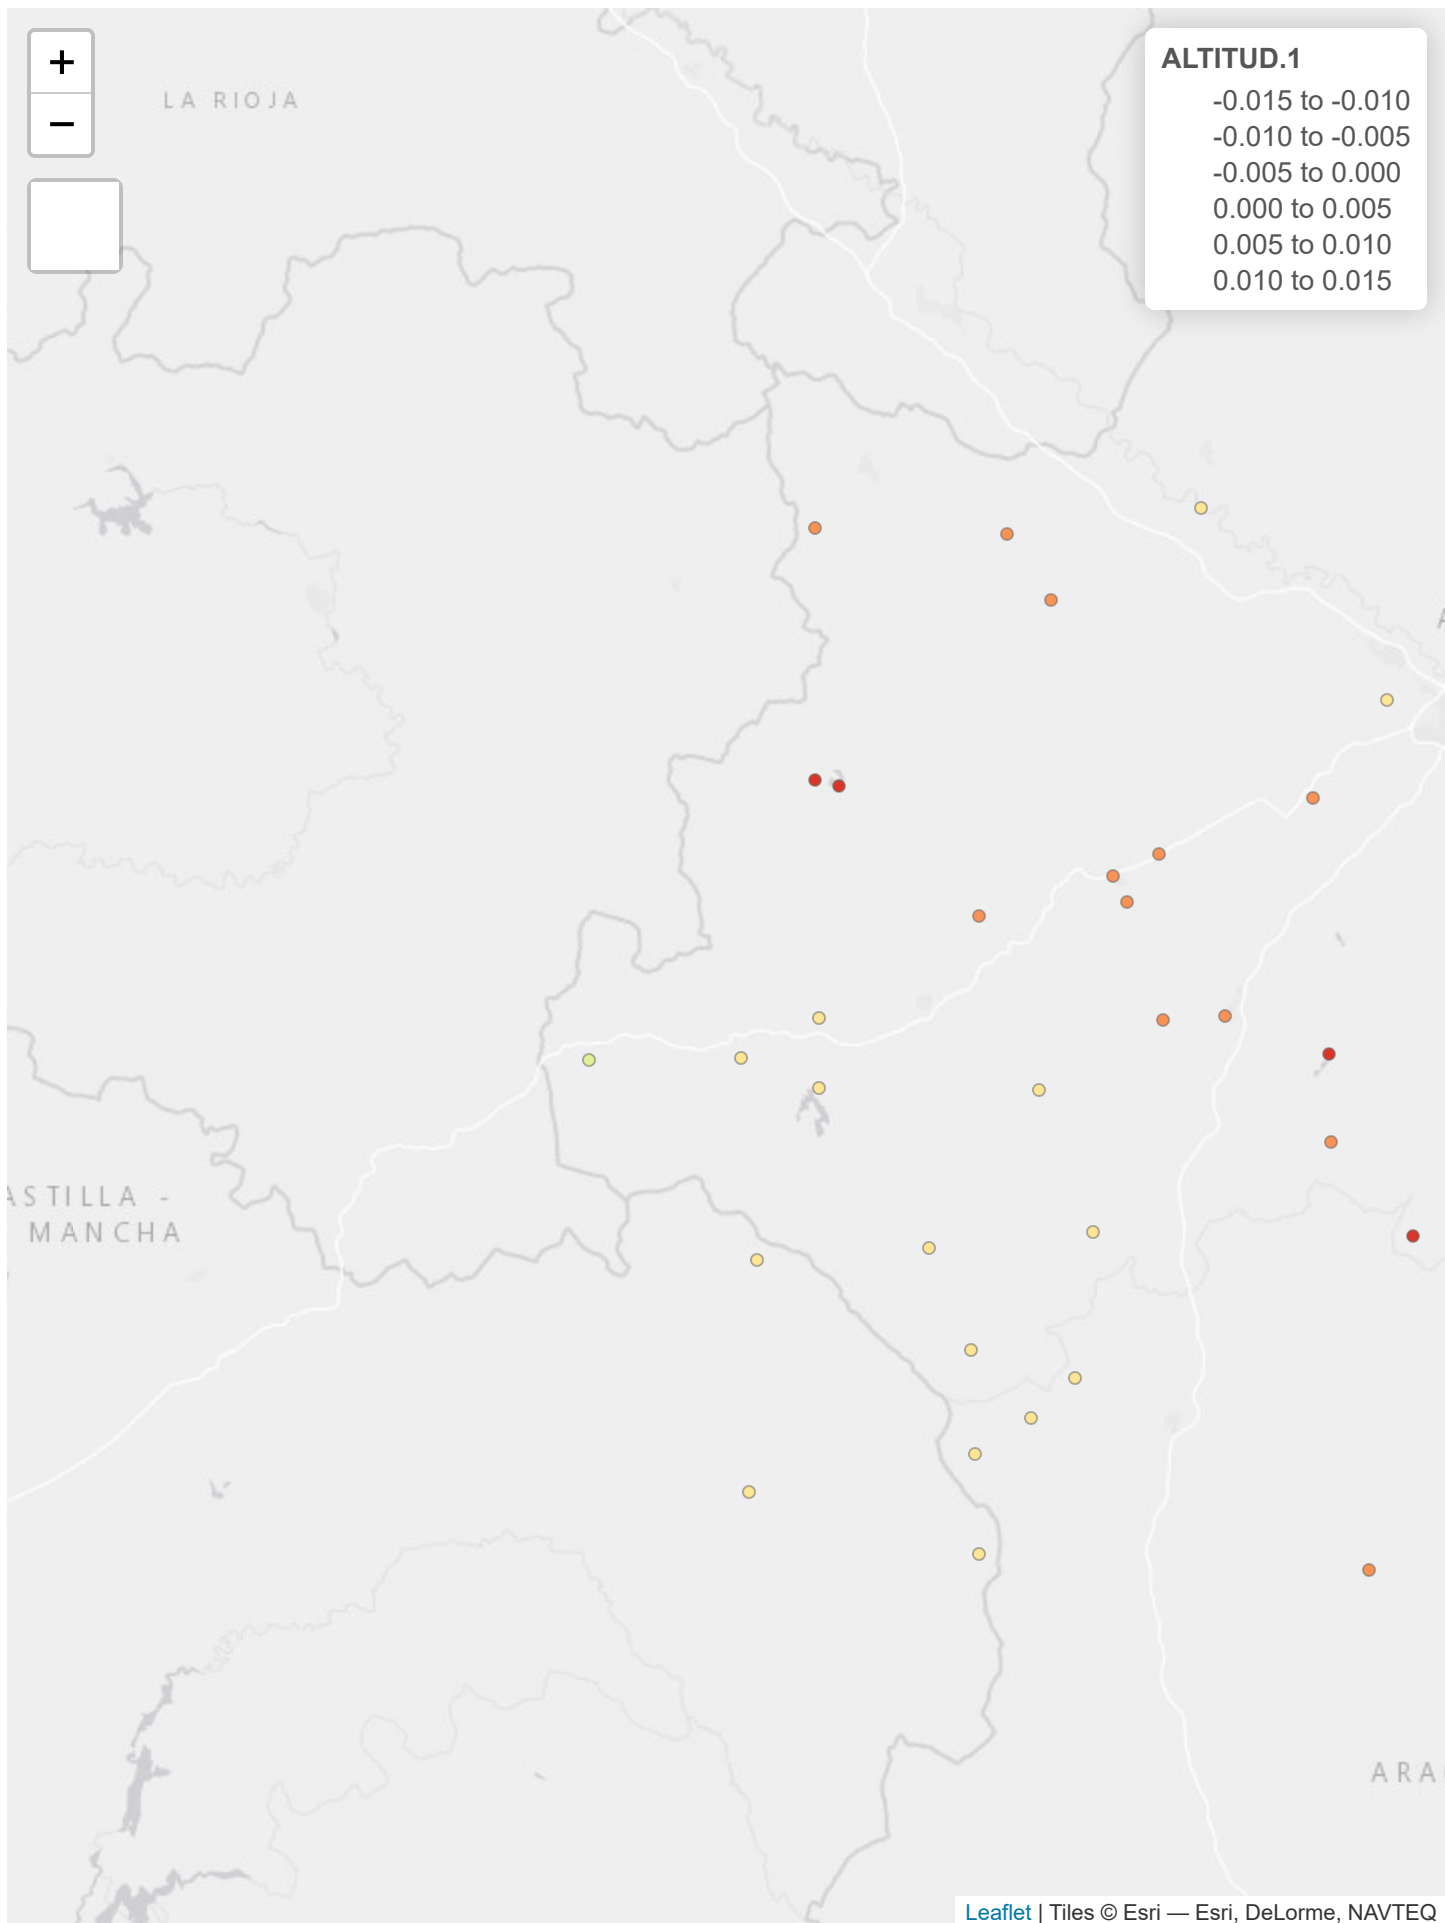 +
−
LA RIOJA
ALTITUD.1
-0.015 to -0.010
-0.010 to -0.005
-0.005 to 0.000
0.000 to 0.005
0.005 to 0.010
0.010 to 0.015
ASTILLA -
MANCHA
ARA
Leaflet | Tiles © Esri — Esri, DeLorme, NAVTEQ